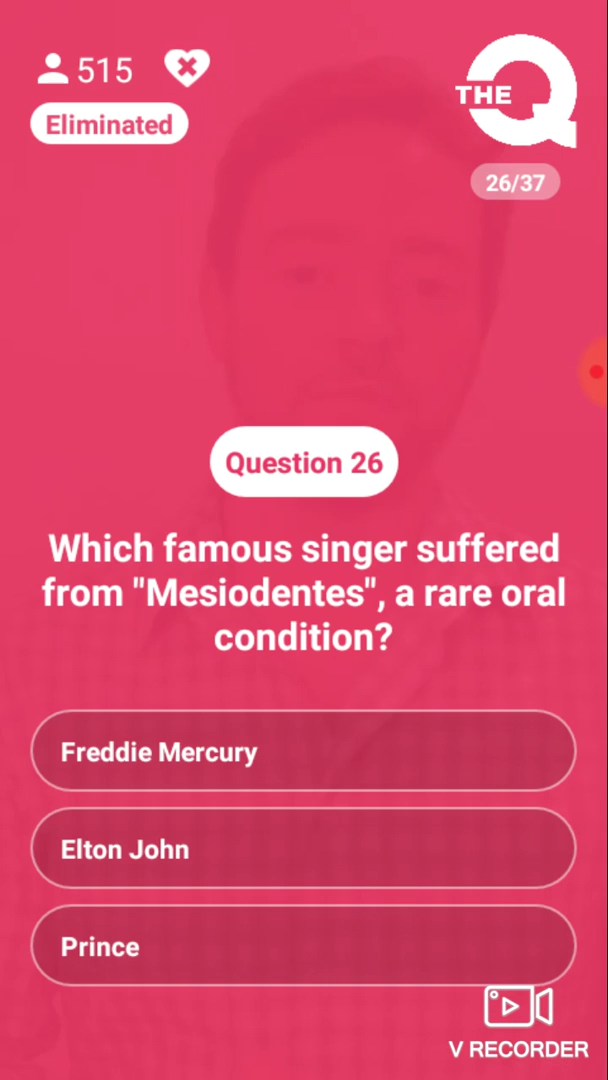 515
THE Q
Eliminated
26/37
Question 26
Which famous singer suffered
from "Mesiodentes", a rare oral
condition?
Freddie Mercury
Elton John
Prince
V RECORDER